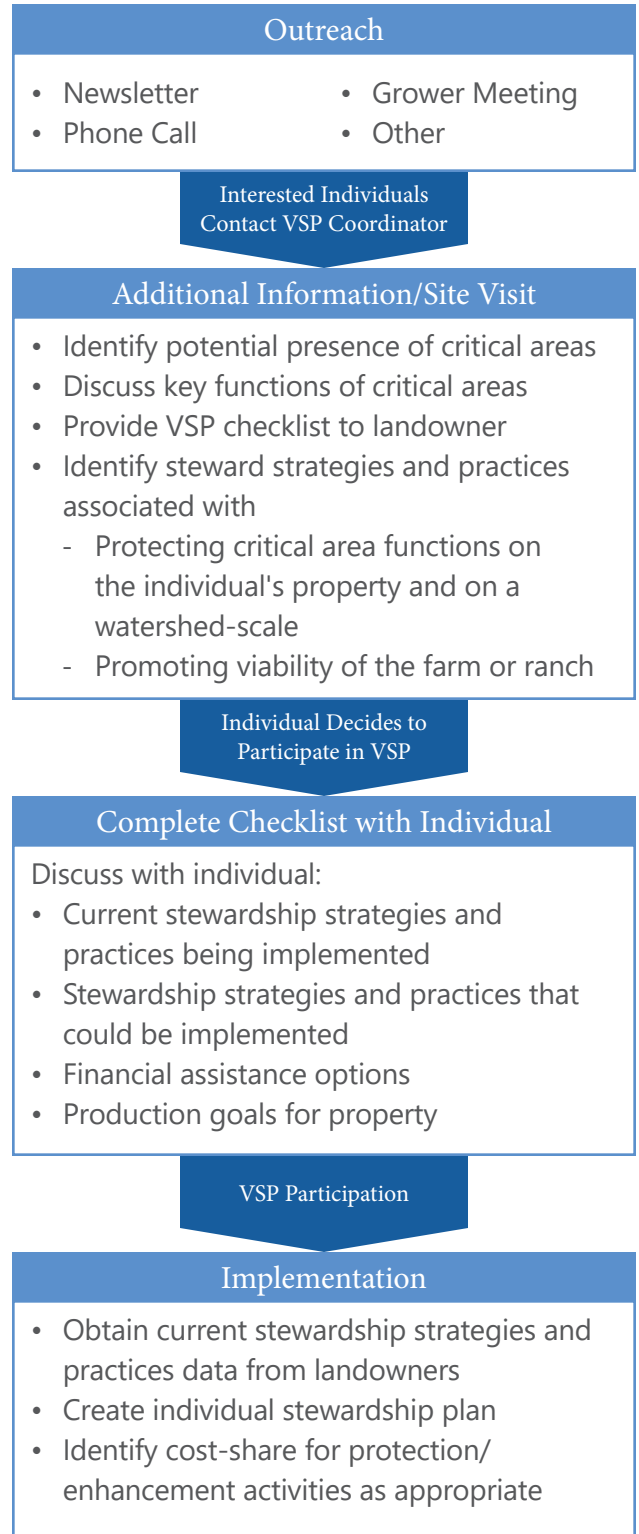 Outreach
• Newsletter
• Phone Call
• Grower Meeting
• Other
Interested Individuals
Contact VSP Coordinator
Additional Information/Site Visit
• Identify potential presence of critical areas
• Discuss key functions of critical areas
• Provide VSP checklist to landowner
• Identify steward strategies and practices
associated with
- Protecting critical area functions on
the individual's property and on a
watershed-scale
- Promoting viability of the farm or ranch
Individual Decides to
Participate in VSP
Complete Checklist with Individual
Discuss with individual:
• Current stewardship strategies and
practices being implemented
• Stewardship strategies and practices that
could be implemented
• Financial assistance options
• Production goals for property
VSP Participation
Implementation
• Obtain current stewardship strategies and
practices data from landowners
• Create individual stewardship plan
• Identify cost-share for protection/
enhancement activities as appropriate